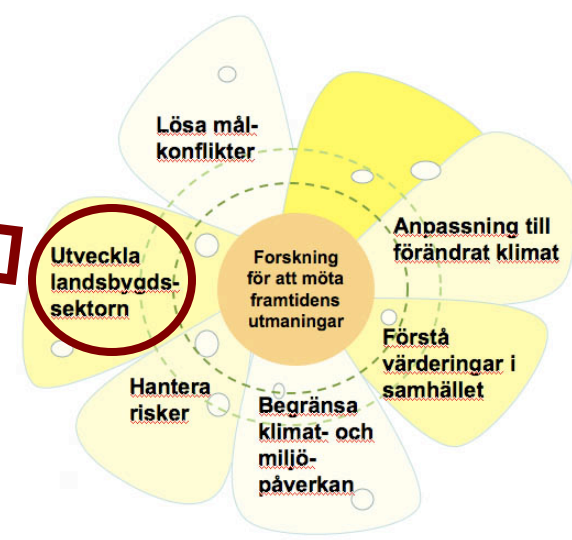 Lösa mål-
konflikter
Anpassning till
förändrat klimat
Utveckla
landsbygds-
sektorn
Forskning
för att möta
framtidens
utmaningar
Förstå
värderingar i
samhället
Hantera
risker
Begränsa
klimat- och
miljö-
påverkan